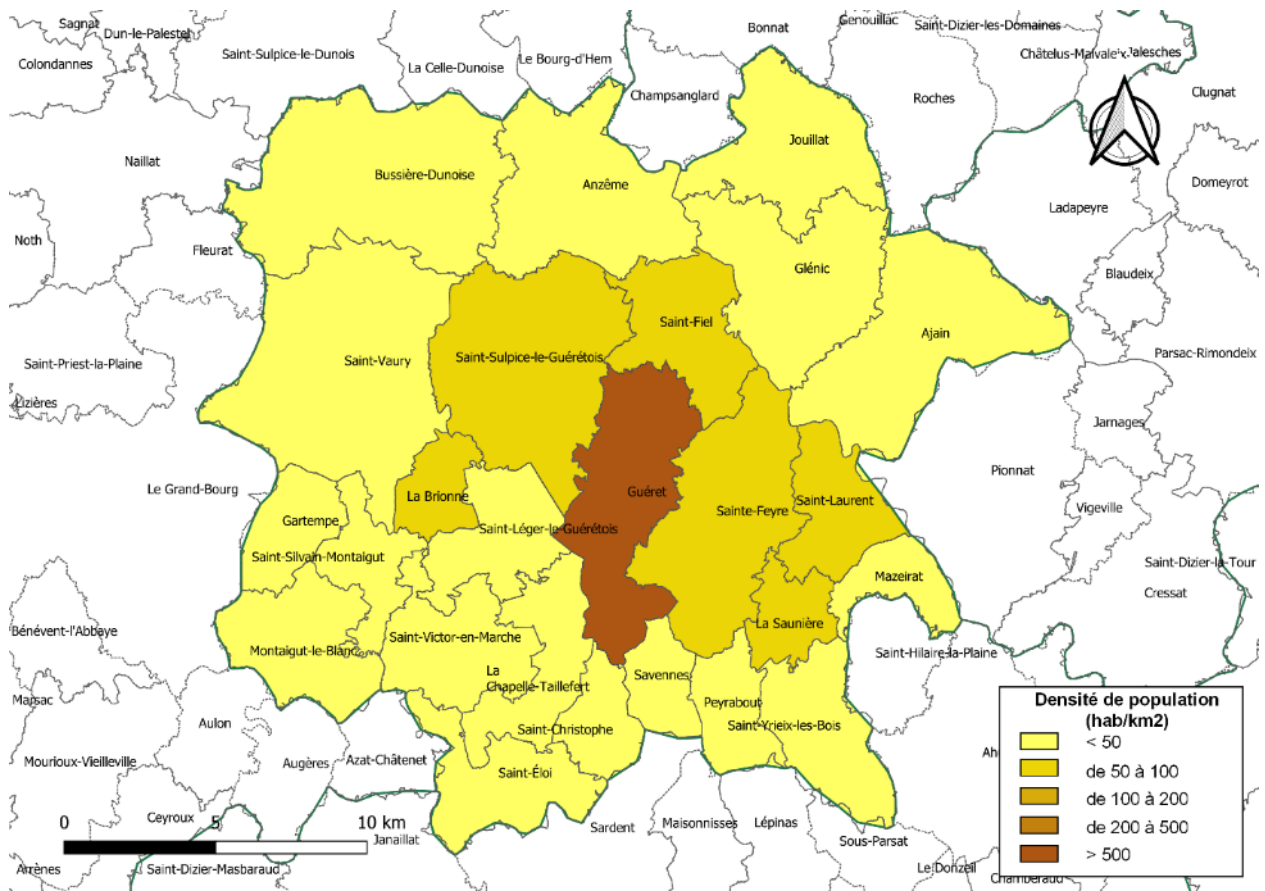 Sagnat
Dun-le-Palestel
Colondannes
Saint-Sulpice-le-Dunois
La Celle-Dunoise
Le Bourg-d'Hem
Bonnat
Genouillac
Saint-Dizier-les-Domaines
Châtelus-Malvaleix
Jalesches
Champsanglard
Roches
Clugnat
Naillat
Bussière-Dunoise
Anzême
Jouillat
Domeyrot
Ladapeyre
Noth
Fleurat
Glénic
Blaudeix
Saint-Fiel
Ajain
Saint-Priest-la-Plaine
Saint-Vaury
Saint-Sulpice-le-Guérétois
Parsac-Rimondeix
Lizières
Jarnages
Le Grand-Bourg
La Brionne
Guéret
Sainte-Feyre
Saint-Laurent
Pionnat
Vigeville
Gartempe
Saint-Léger-le-Guérétois
Saint-Silvain-Montaigut
Mazeirat
Saint-Dizier-la-Tour
Cressat
Bénévent-l'Abbaye
Montaigut-le-Blanc
Saint-Victor-en-Marche
La Saunière
Saint-Hilaire-la-Plaine
La
Chapelle-Taillefert
Savennes
Peyrabout
Marsac
Aulon
Saint-Christophe
Saint-Yrieix-les-Bois
Mourioux-Vieilleville
Augères
Azat-Châtenet
Saint-Éloi
Ah
Ceyroux
Janaillat
Sardent
Maisonnisses
Lépinas
Sous-Parsat
Arrènes
Saint-Dizier-Masbaraud
Le Donzeil
Chamberaud
0 5 10 km
Densité de population
(hab/km2)
< 50
de 50 à 100
de 100 à 200
de 200 à 500
> 500